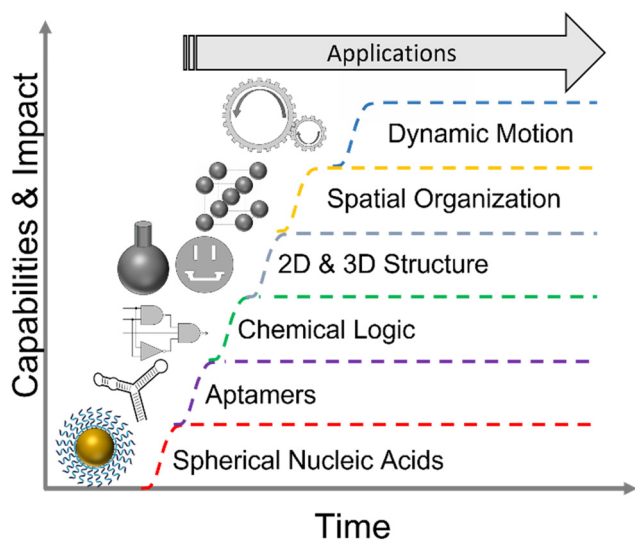 Applications
Dynamic Motion
Spatial Organization
2D & 3D Structure
Chemical Logic
Aptamers
Spherical Nucleic Acids
Capabilities & Impact
Time